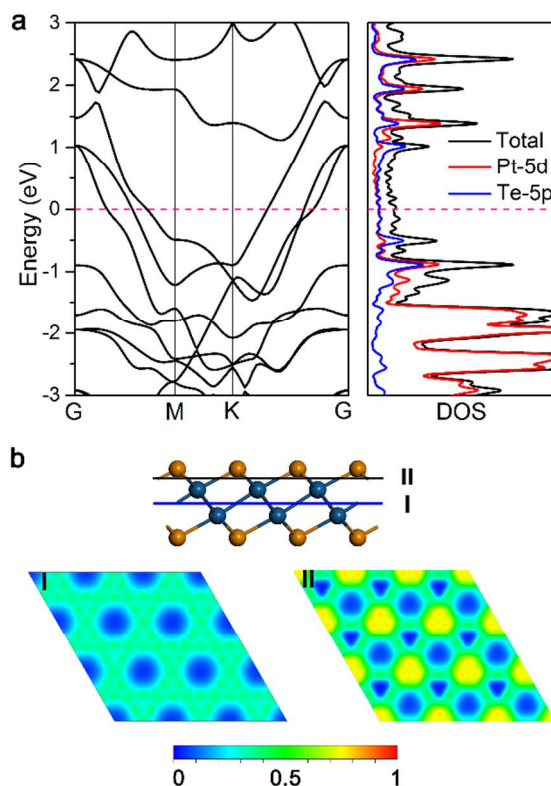 a
3
2
1
0
-1
-2
-3
Energy (eV)
G M K G
Total
Pt-5d
Te-5p
DOS
b
II
I
I
II
0 0.5 1